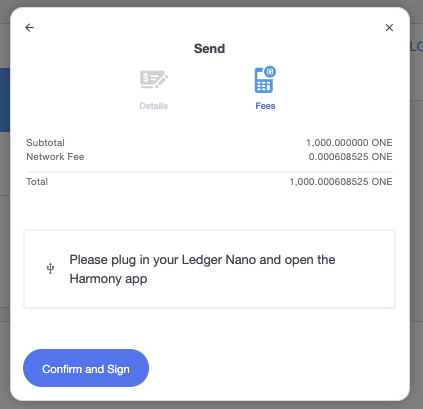 Send
Details
Fees
Subtotal 1,000.000000 ONE
Network Fee 0.000608525 ONE
Total 1,000.000608525 ONE
Please plug in your Ledger Nano and open the
Harmony app
Confirm and Sign